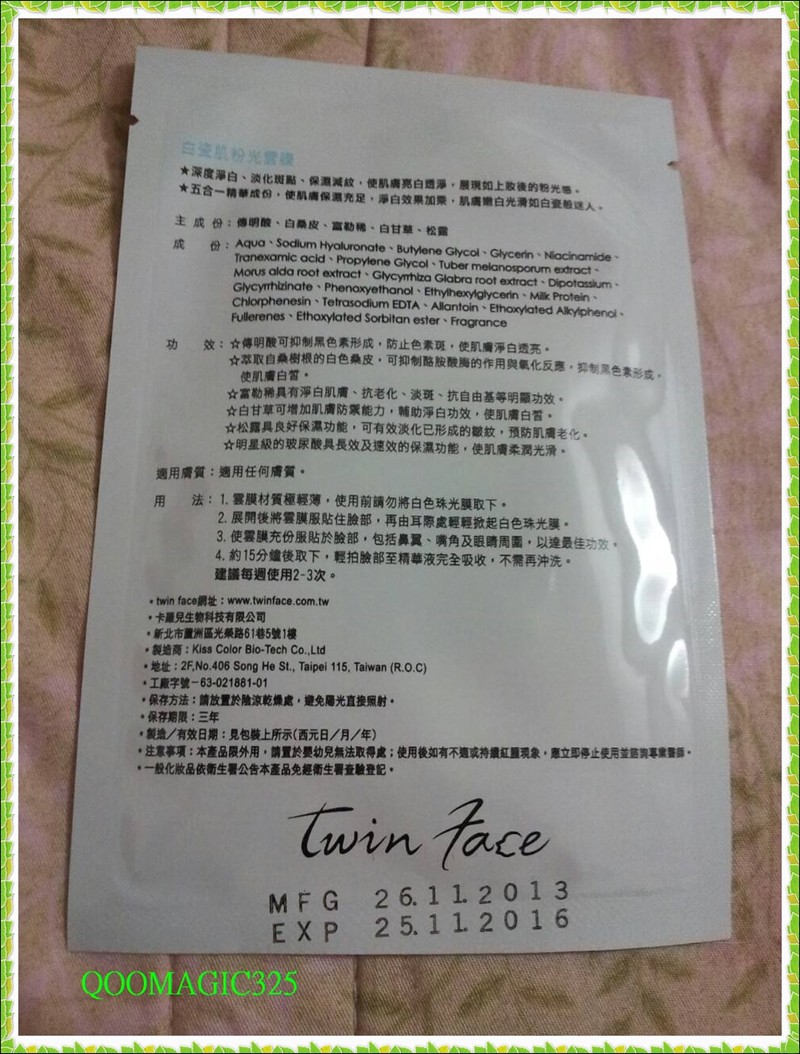 白瓷肌粉光雲膜
★深度淨白、淡化斑點、保濕減紋，使肌膚亮白透淨，展現如上妝後的粉光感。
★五合一精華成份，使肌膚保濕充足，淨白效果加乘，肌膚嫩白光滑如白瓷般迷人。
主成份：傳明酸、白桑皮、富勒稀、白甘草、松露
成　份：Aqua、Sodium Hyaluronate、Butylene Glycol、Glycerin、Niacinamide、
Tranexamic acid、Propylene Glycol、Tuber melanosporum extract、
Morus alda root extract、Glycyrrhiza Glabra root extract、Dipotassium、
Glycyrrhizinate、Phenoxyethanol、Ethylhexylglycerin、Milk Protein、
Chlorphenesin、Tetrasodium EDTA、Allantoin、Ethoxylated Alkylphenol、
Fullerenes、Ethoxylated Sorbitan ester、Fragrance
功　效：☆傳明酸可抑制黑色素形成，防止色素斑，使肌膚淨白透亮。
☆萃取自桑樹根的白色桑皮，可抑制酪胺酸酶的作用與氧化反應，抑制黑色素形成，
使肌膚白皙。
☆富勒稀具有淨白肌膚、抗老化、淡斑、抗自由基等明顯功效。
☆白甘草可增加肌膚防禦能力，輔助淨白功效，使肌膚白皙。
☆松露具良好保濕功能，可有效淡化已形成的皺紋，預防肌膚老化。
☆明星級的玻尿酸具長效及速效的保濕功能，使肌膚柔潤光滑。
適用膚質：適用任何膚質。
用　法：1. 雲膜材質極輕薄，使用前請勿將白色珠光膜取下。
2. 展開後將雲膜服貼住臉部，再由耳際處輕輕掀起白色珠光膜。
3. 使雲膜充份服貼於臉部，包括鼻翼、嘴角及眼睛周圍，以達最佳功效。
4. 約15分鐘後取下，輕拍臉部至精華液完全吸收，不需再沖洗。
建議每週使用2-3次。
・twin face網址：www.twinface.com.tw
・卡羅兒生物科技有限公司
・新北市蘆洲區光榮路61巷5號1樓
・製造商：Kiss Color Bio-Tech Co.,Ltd
・地址：2F,No.406 Song He St., Taipei 115, Taiwan (R.O.C)
・工廠字號－63-021881-01
・保存方法：請放置於陰涼乾燥處，避免陽光直接照射。
・保存期限：三年
・製造／有效日期：見包裝上所示(西元日／月／年)
・注意事項：本產品限外用，請置於嬰幼兒無法取得處；使用後如有不適或持續紅腫現象，應立即停止使用並諮詢專業醫師。
・一般化妝品依衛生署公告本產品免經衛生署查驗登記。
twin face
MFG 26.11.2013
EXP 25.11.2016
QOOMAGIC325